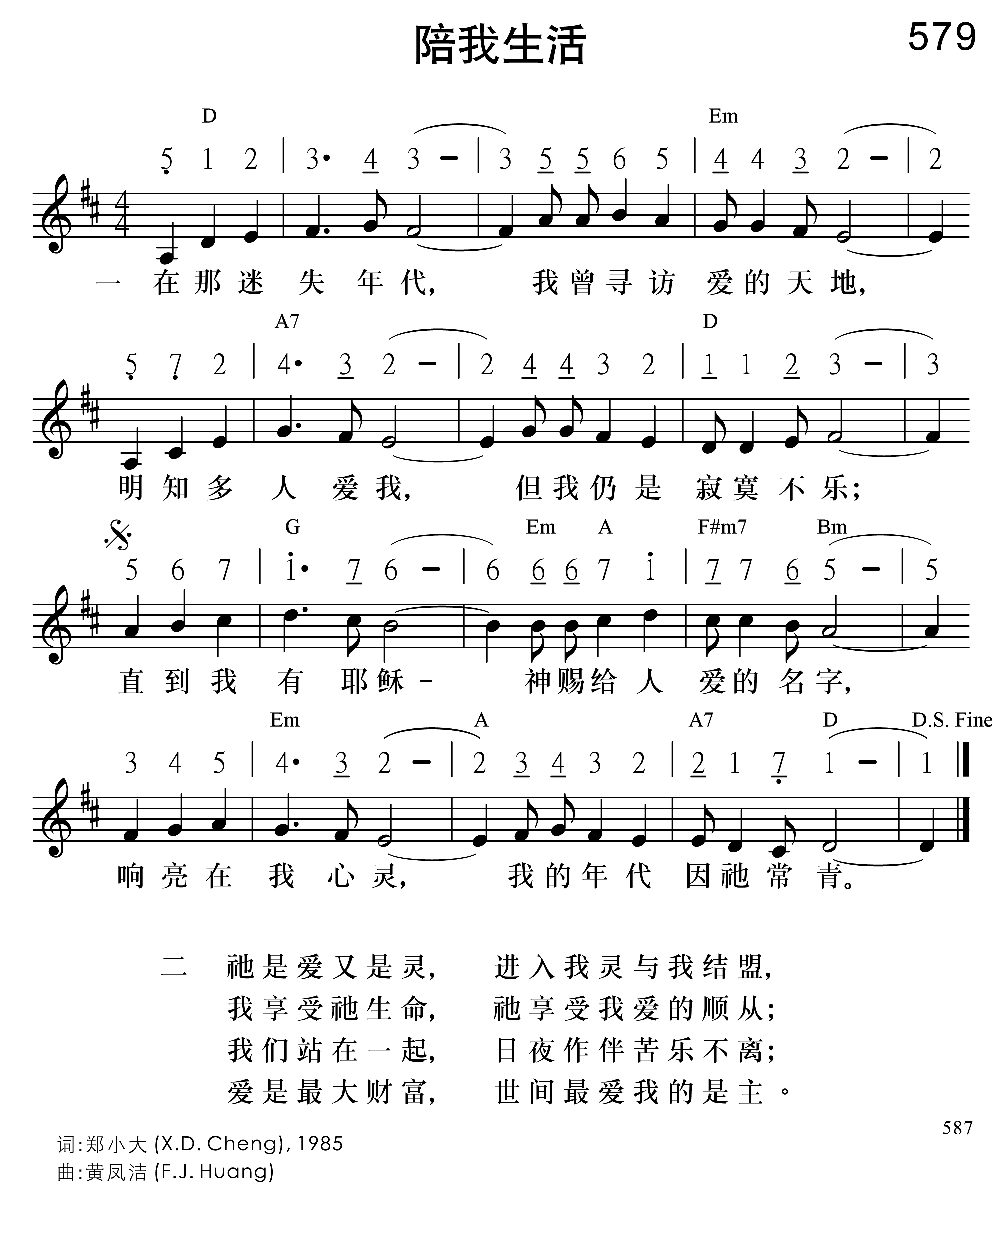 陪我生活 579
D Em
5 1 2 | 3· 4 3 – | 3 5 5 6 5 | 4 4 3 2 – | 2
4
4
一 在那迷失年代， 我曾寻访爱的天地，
A7 D
5 7 2 | 4· 3 2 – | 2 4 4 3 2 | 1 1 2 3 – | 3
明知多人爱我， 但我仍是寂寞不乐；
G Em A F#m7 Bm
5 6 7 | 1· 7 6 – | 6 6 6 7 1 | 7 7 6 5 – | 5
直到我有耶稣– 神赐给人爱的名字，
Em A A7 D D.S. Fine
3 4 5 | 4· 3 2 – | 2 3 4 3 2 | 2 1 7 1 – | 1
响亮在我心灵， 我的年代因祂常青。
二 祂是爱又是灵， 进入我灵与我结盟，
我享受祂生命， 祂享受我爱的顺从；
我们站在一起， 日夜作伴苦乐不离；
爱是最大财富， 世间最爱我的是主。
587
词:郑小大 (X.D. Cheng), 1985
曲:黄凤洁 (F.J. Huang)